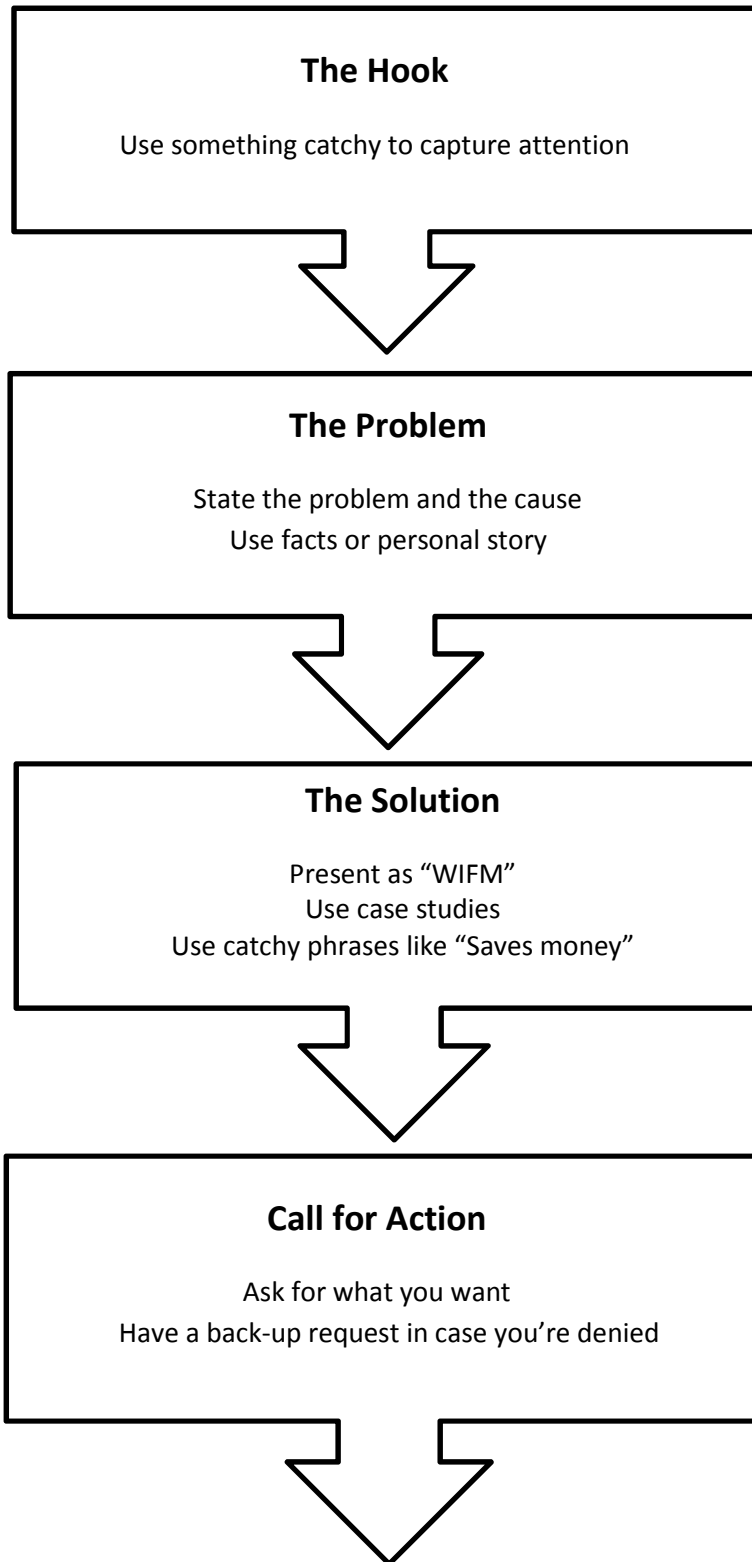 The Hook
Use something catchy to capture attention
The Problem
State the problem and the cause
Use facts or personal story
The Solution
Present as “WIFM”
Use case studies
Use catchy phrases like “Saves money”
Call for Action
Ask for what you want
Have a back-up request in case you’re denied